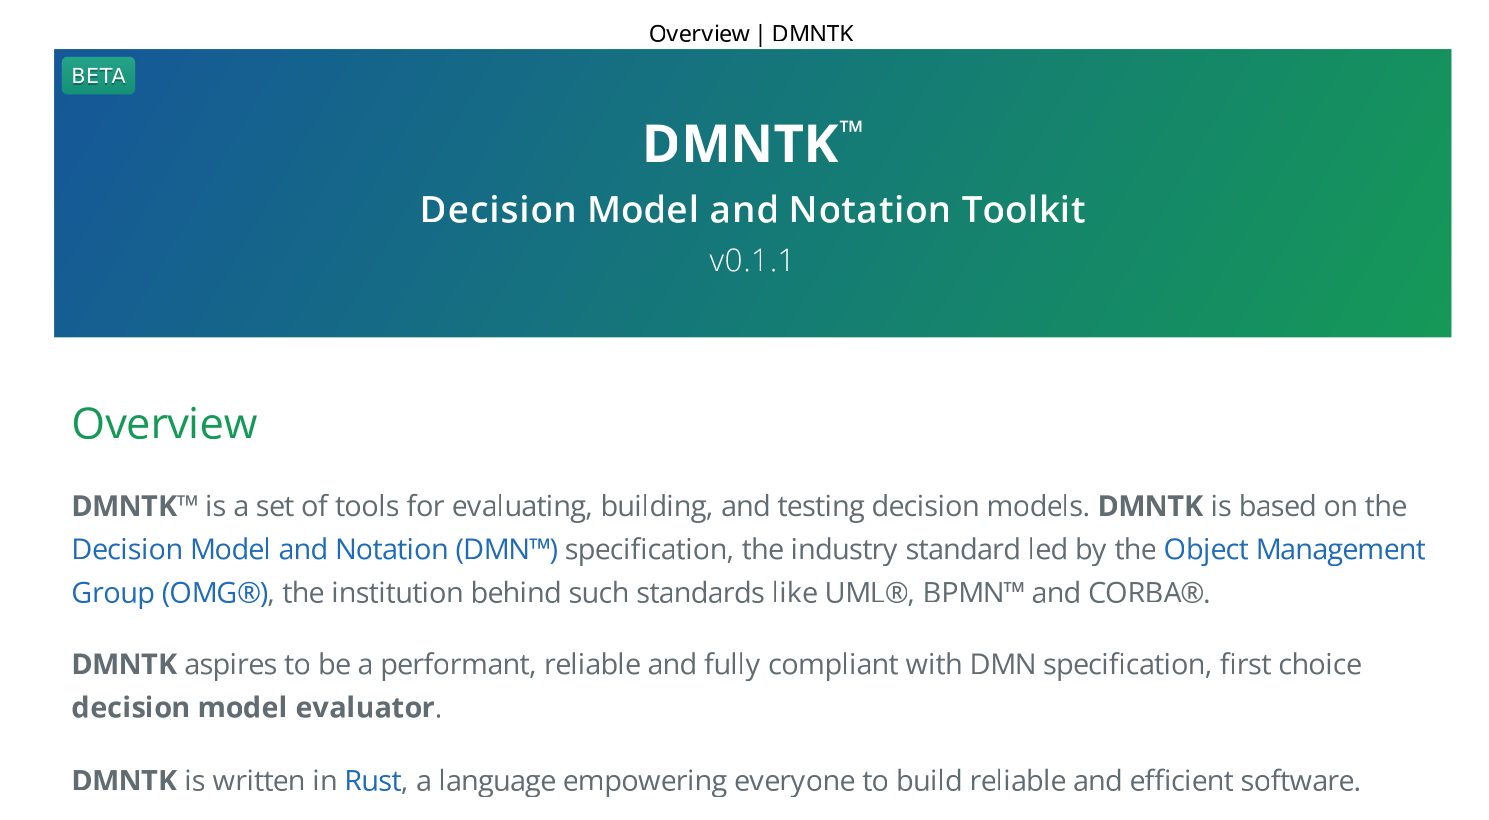 Overview | DMNTK
BETA
DMNTK™
Decision Model and Notation Toolkit
v0.1.1
Overview
DMNTK™ is a set of tools for evaluating, building, and testing decision models. DMNTK is based on the
Decision Model and Notation (DMN™) specification, the industry standard led by the Object Management
Group (OMG®), the institution behind such standards like UML®, BPMN™ and CORBA®.
DMNTK aspires to be a performant, reliable and fully compliant with DMN specification, first choice
decision model evaluator.
DMNTK is written in Rust, a language empowering everyone to build reliable and efficient software.